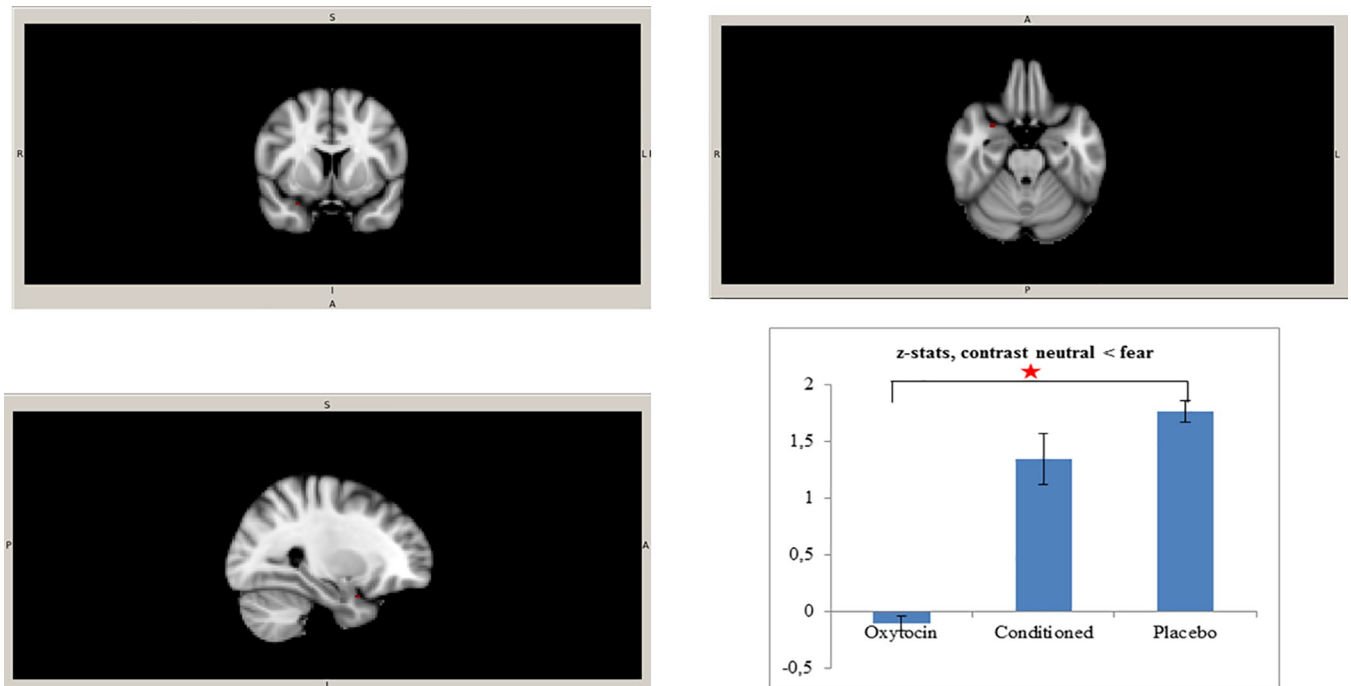 S
R
L
I
A
A
R
L
P
S
P
A
I
z-stats, contrast neutral < fear
2
1,5
1
0,5
0
-0,5
Oxytocin
Conditioned
Placebo